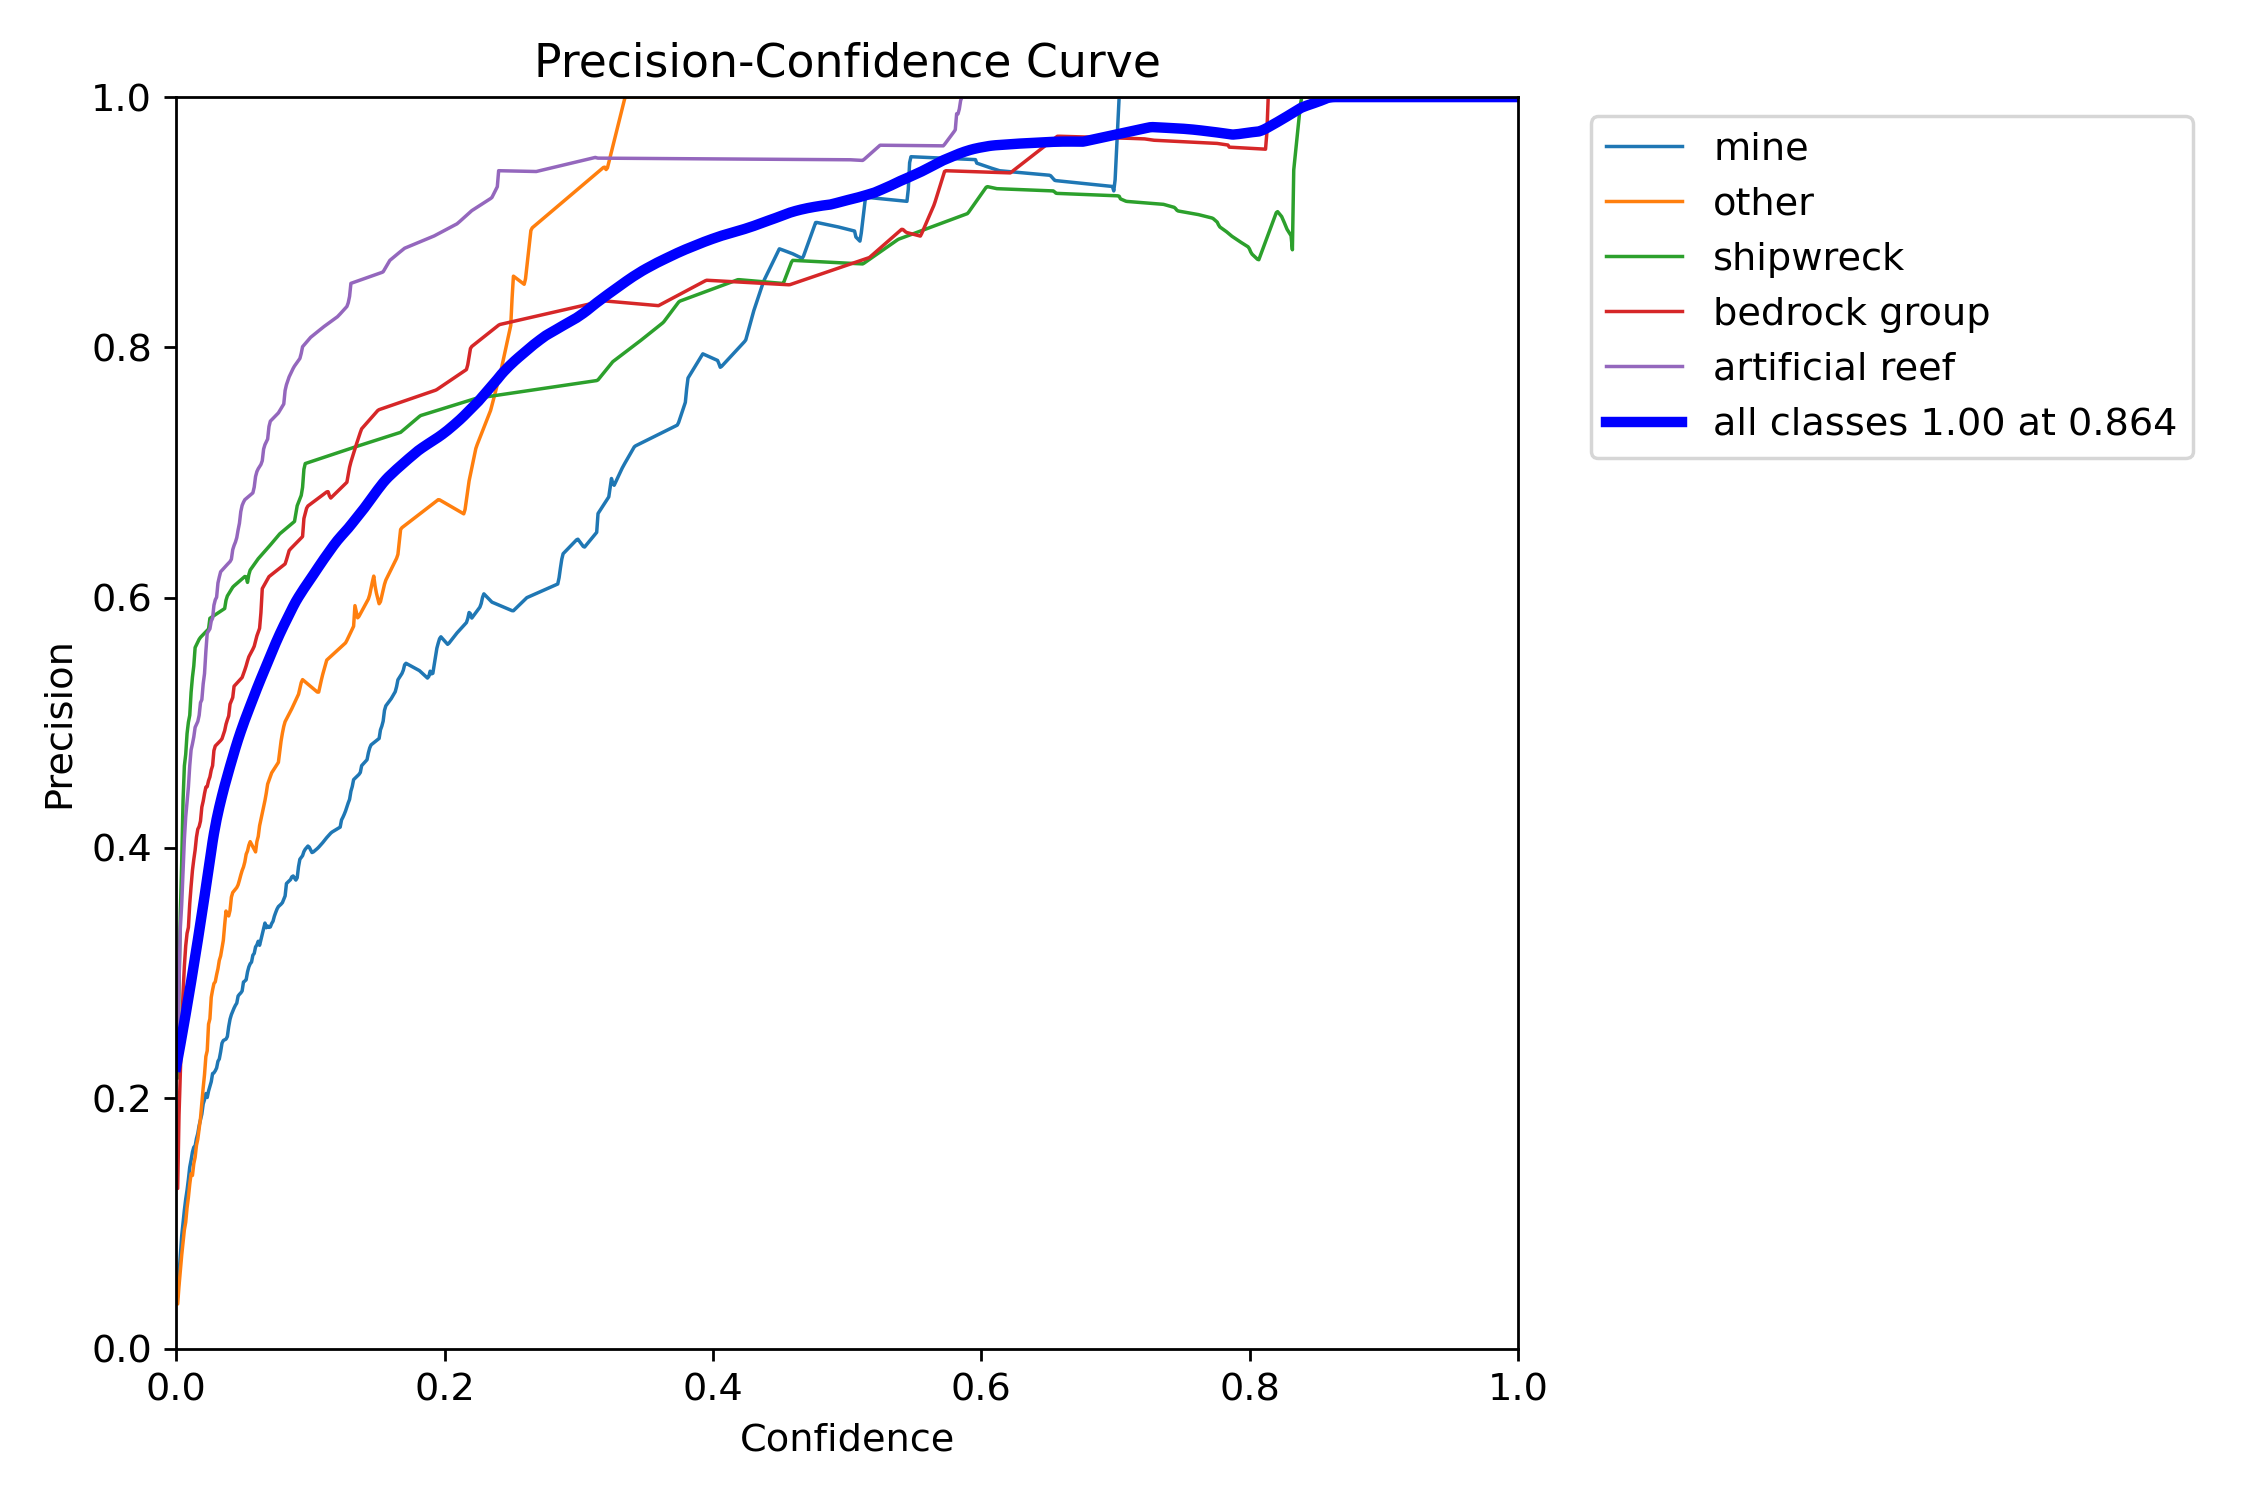 Precision-Confidence Curve
1.0
0.8
0.6
0.4
0.2
0.0
Precision
0.0 0.2 0.4 0.6 0.8 1.0
Confidence
mine
other
shipwreck
bedrock group
artificial reef
all classes 1.00 at 0.864